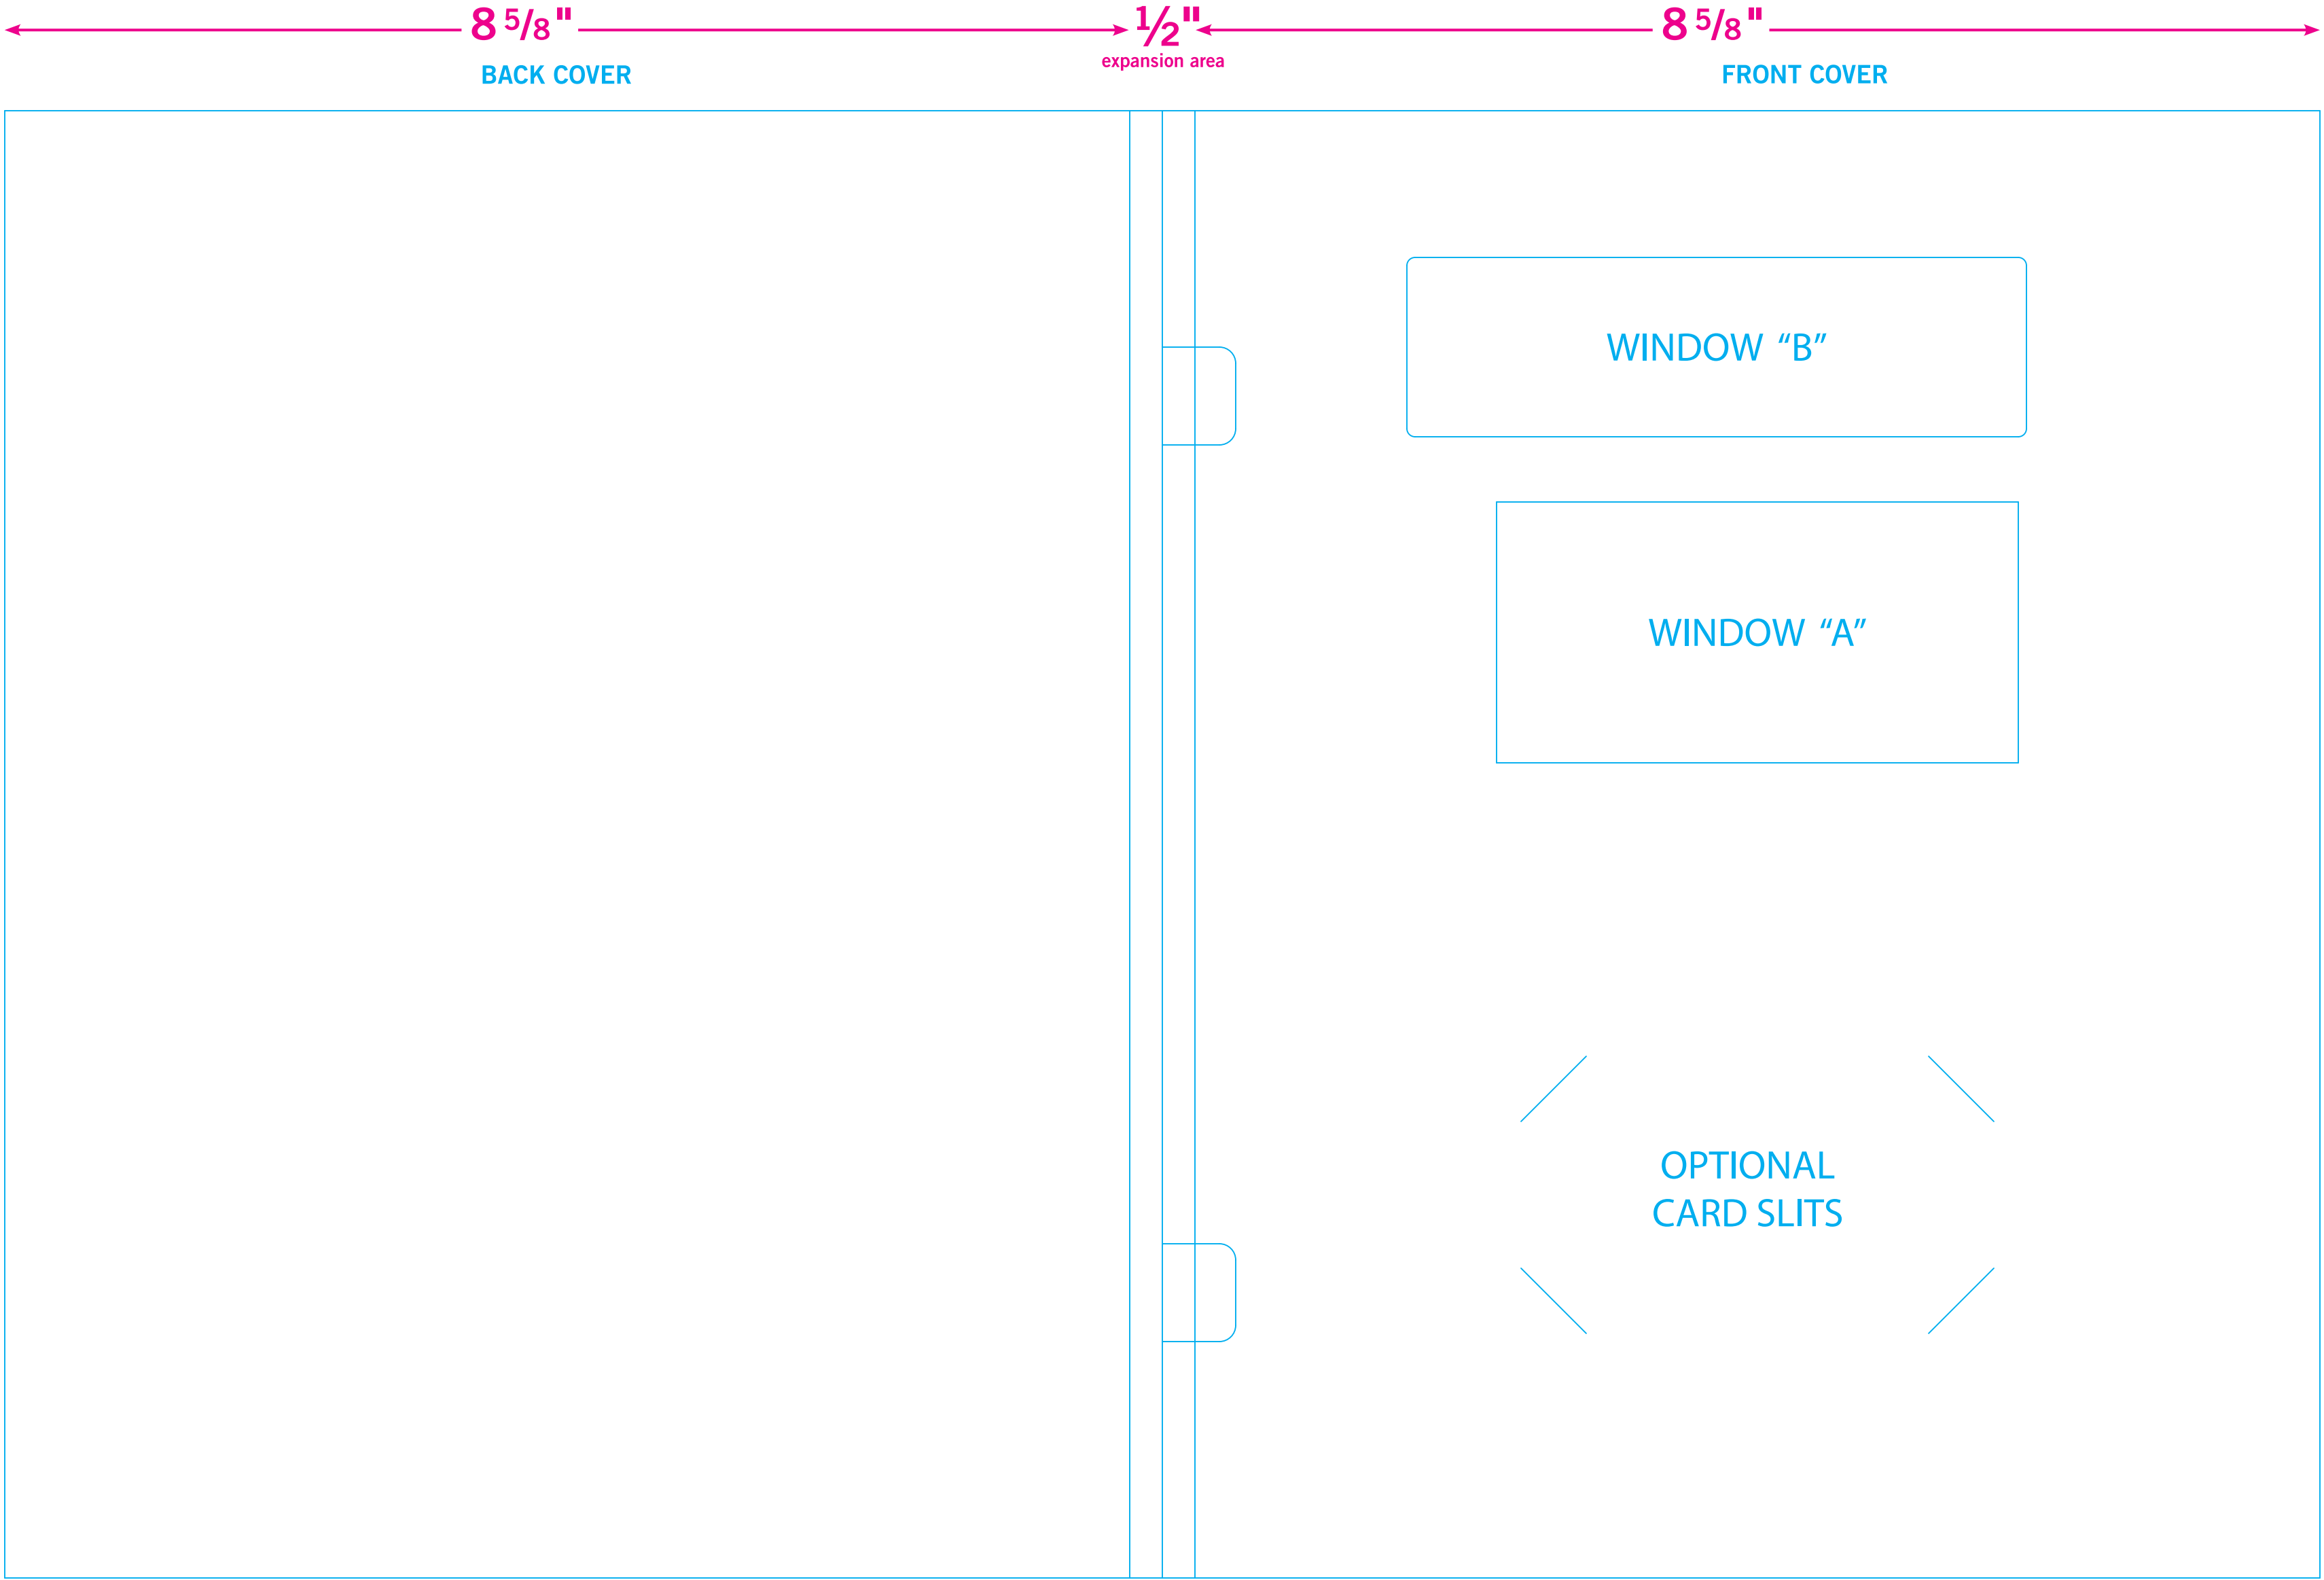 8 5/8" 1/2" 8 5/8"
expansion area
BACK COVER FRONT COVER
WINDOW “B”
WINDOW “A”
OPTIONAL
CARD SLITS